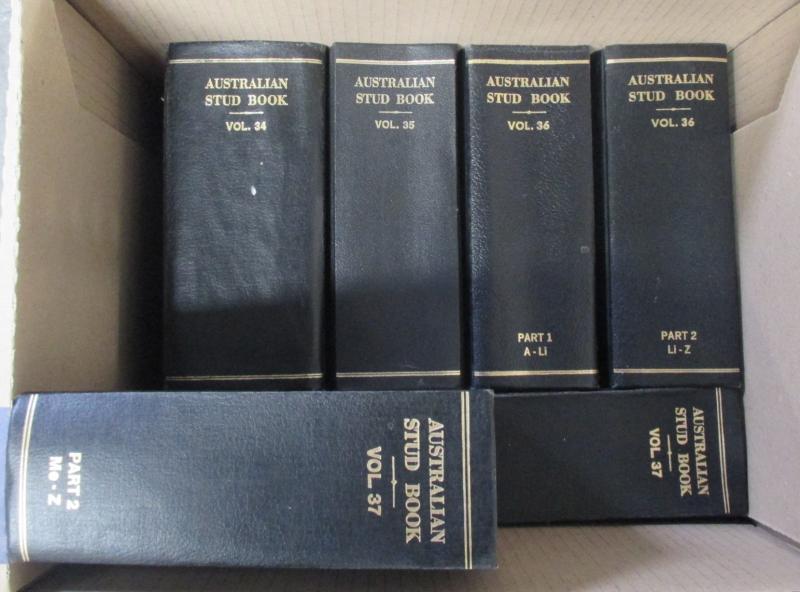 AUSTRALIAN
STUD BOOK
VOL. 34
AUSTRALIAN
STUD BOOK
VOL. 35
AUSTRALIAN
STUD BOOK
VOL. 36
PART 1
A - Li
AUSTRALIAN
STUD BOOK
VOL. 36
PART 2
Li - Z
AUSTRALIAN
STUD BOOK
VOL. 37
PART 2
Me - Z
AUSTRALIAN
STUD BOOK
VOL. 37